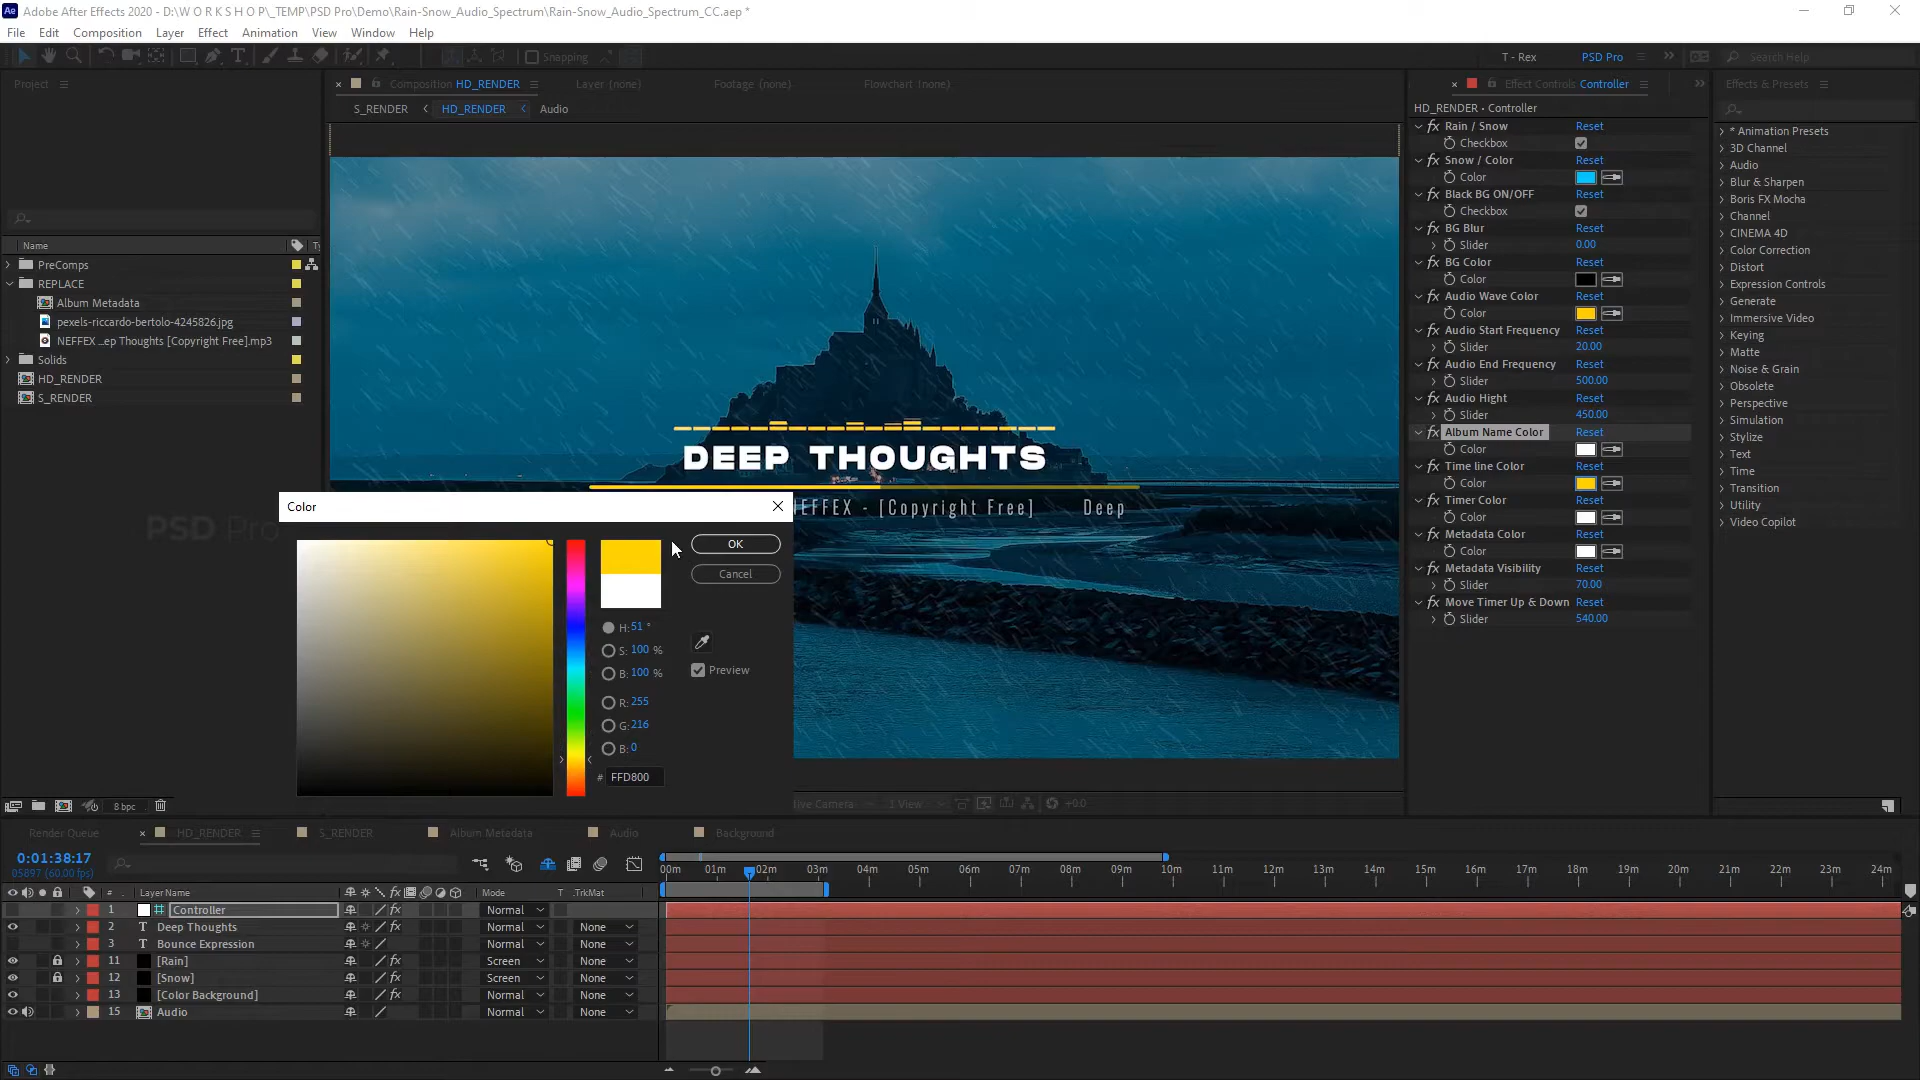 Adobe After Effects 2020 - D:\W O R K S H O P\_TEMP\PSD Pro\Demo\Rain-Snow_Audio_Spectrum\Rain-Snow_Audio_Spectrum_CC.aep *
File Edit Composition Layer Effect Animation View Window Help
Snapping T - Rex PSD Pro Search Help
Project
Composition HD_RENDER Layer (none) Footage (none) Flowchart (none)
S_RENDER HD_RENDER Audio
Name
PreComps
REPLACE
Album Metadata
pexels-riccardo-bertolo-4245826.jpg
NEFFEX ...ep Thoughts [Copyright Free].mp3
Solids
HD_RENDER
S_RENDER
8 bpc
PSD Pro
DEEP THOUGHTS
NEFFEX - [Copyright Free] Deep
Color
OK
Cancel
H: 51 °
S: 100 %
B: 100 %
Preview
R: 255
G: 216
B: 0
# FFD800
1 View
+0.0
Effect Controls Controller
HD_RENDER • Controller
Rain / Snow Reset
Checkbox
Snow / Color Reset
Color
Black BG ON/OFF Reset
Checkbox
BG Blur Reset
Slider 0.00
BG Color Reset
Color
Audio Wave Color Reset
Color
Audio Start Frequency Reset
Slider 20.00
Audio End Frequency Reset
Slider 500.00
Audio Hight Reset
Slider 450.00
Album Name Color Reset
Color
Time line Color Reset
Color
Timer Color Reset
Color
Metadata Color Reset
Color
Metadata Visibility Reset
Slider 70.00
Move Timer Up & Down Reset
Slider 540.00
Effects & Presets
* Animation Presets
3D Channel
Audio
Blur & Sharpen
Boris FX Mocha
Channel
CINEMA 4D
Color Correction
Distort
Expression Controls
Generate
Immersive Video
Keying
Matte
Noise & Grain
Obsolete
Perspective
Simulation
Stylize
Text
Time
Transition
Utility
Video Copilot
Render Queue HD_RENDER S_RENDER Album Metadata Audio Background
0:01:38:17
05897 (60.00 fps)
00m 01m 02m 03m 04m 05m 06m 07m 08m 09m 10m 11m 12m 13m 14m 15m 16m 17m 18m 19m 20m 21m 22m 23m 24m
# Layer Name Mode T .TrkMat
1 Controller Normal
2 Deep Thoughts Normal None
3 Bounce Expression Normal None
11 [Rain] Screen None
12 [Snow] Screen None
13 [Color Background] Normal None
15 Audio Normal None